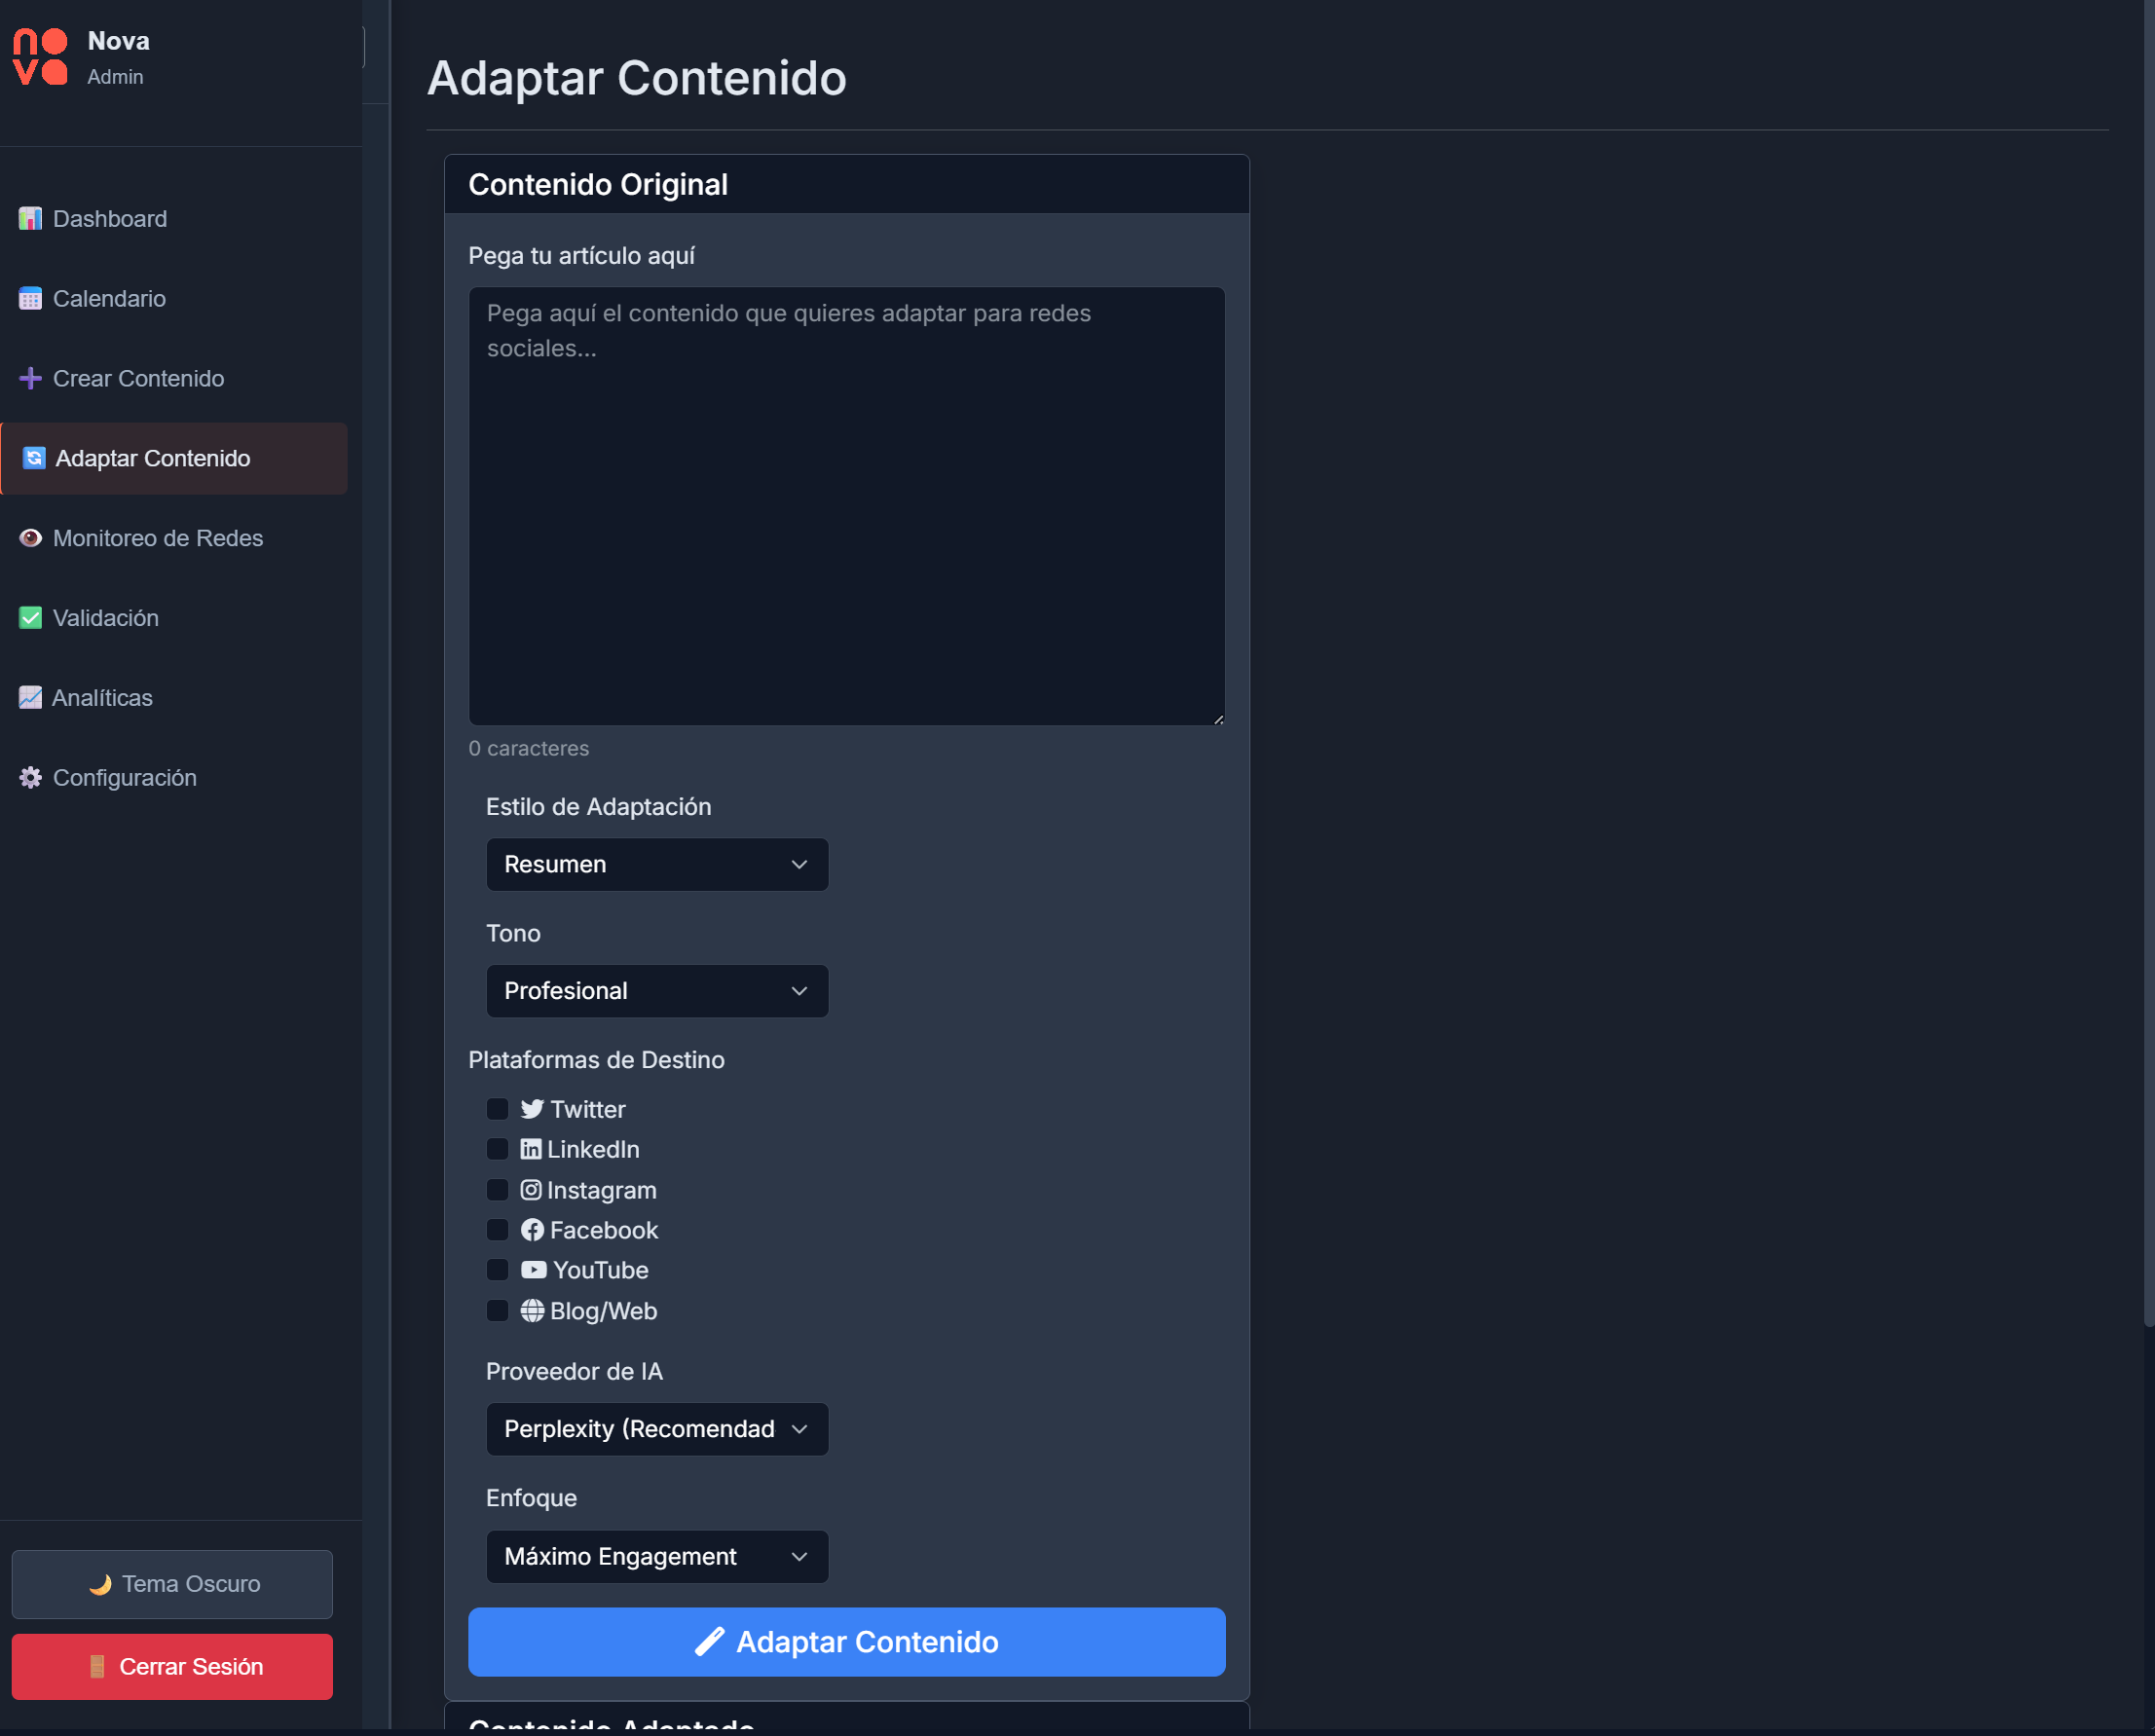 Nova
Admin
Dashboard
Calendario
Crear Contenido
Adaptar Contenido
Monitoreo de Redes
Validación
Analíticas
Configuración
Tema Oscuro
Cerrar Sesión
Adaptar Contenido
Contenido Original
Pega tu artículo aquí
Pega aquí el contenido que quieres adaptar para redes
sociales...
0 caracteres
Estilo de Adaptación
Resumen
Tono
Profesional
Plataformas de Destino
Twitter
LinkedIn
Instagram
Facebook
YouTube
Blog/Web
Proveedor de IA
Perplexity (Recomendad
Enfoque
Máximo Engagement
Adaptar Contenido
Contenido Adaptado